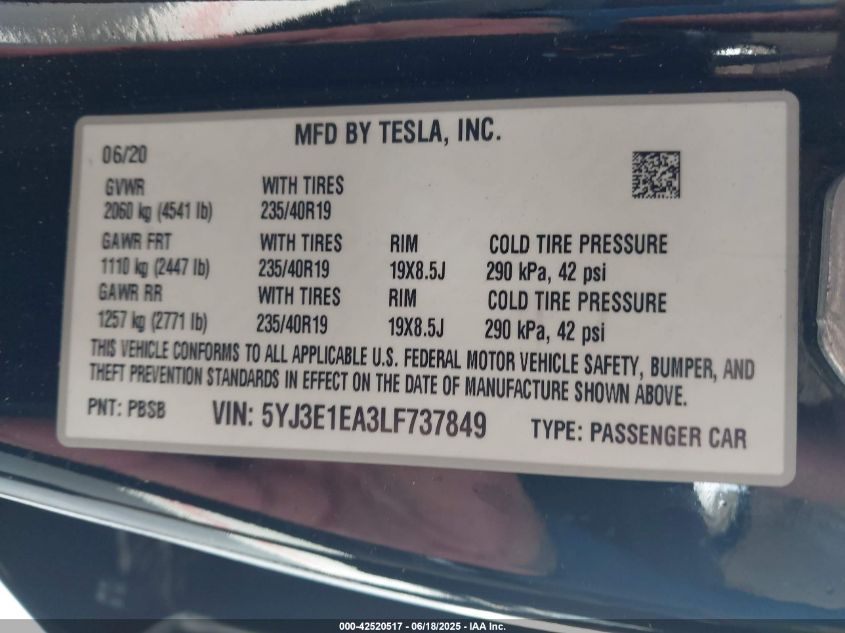 MFD BY TESLA, INC.
06/20
GVWR WITH TIRES
2060 kg (4541 lb) 235/40R19
GAWR FRT WITH TIRES RIM COLD TIRE PRESSURE
1110 kg (2447 lb) 235/40R19 19X8.5J 290 kPa, 42 psi
GAWR RR WITH TIRES RIM COLD TIRE PRESSURE
1257 kg (2771 lb) 235/40R19 19X8.5J 290 kPa, 42 psi
THIS VEHICLE CONFORMS TO ALL APPLICABLE U.S. FEDERAL MOTOR VEHICLE SAFETY, BUMPER, AND
THEFT PREVENTION STANDARDS IN EFFECT ON THE DATE OF MANUFACTURE SHOWN ABOVE.
PNT: PBSB VIN: 5YJ3E1EA3LF737849 TYPE: PASSENGER CAR
000-42520517 - 06/18/2025 - IAA Inc.